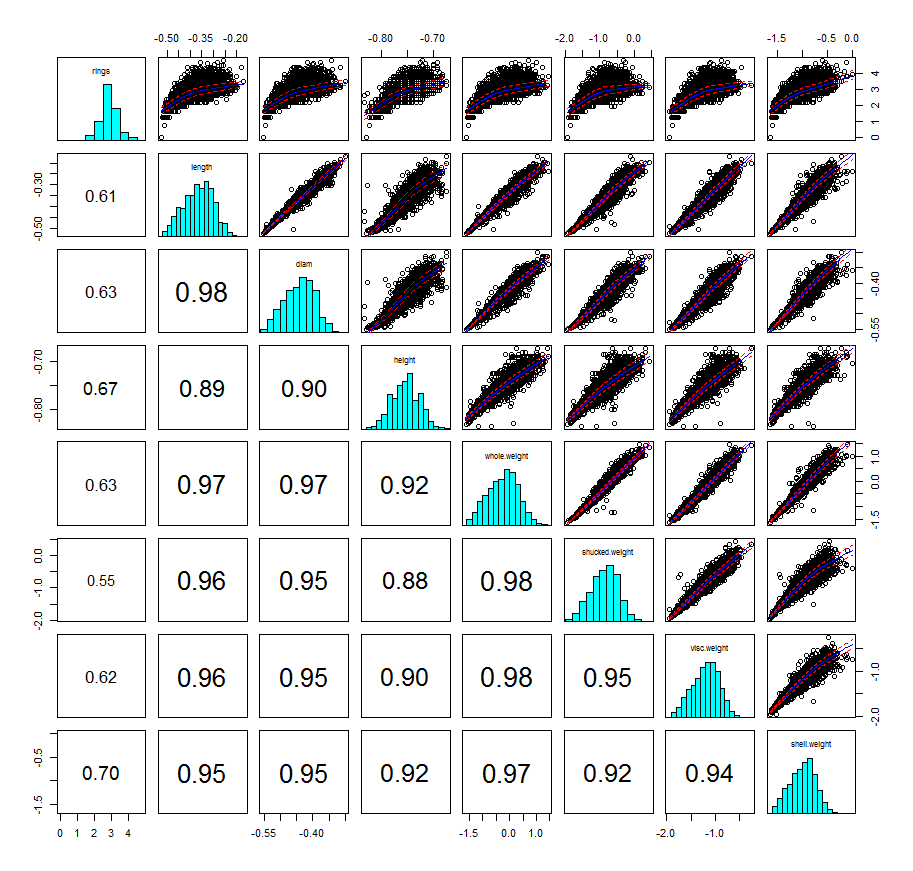 -0.50 -0.35 -0.20 -0.80 -0.70 -2.0 -1.0 0.0 -1.5 -0.5 0.0
rings
0 1 2 3 4
-0.50 -0.30
0.61
length
0.63
0.98
diam
-0.55 -0.40
-0.80 -0.70
0.67
0.89
0.90
height
0.63
0.97
0.97
0.92
whole.weight
-1.5 0.0 1.0
-2.0 -1.0 0.0
0.55
0.96
0.95
0.88
0.98
shucked.weight
0.62
0.96
0.95
0.90
0.98
0.95
visc.weight
-2.0 -1.0
-1.5 -0.5
0.70
0.95
0.95
0.92
0.97
0.92
0.94
shell.weight
0 1 2 3 4 -0.55 -0.40 -1.5 0.0 1.0 -2.0 -1.0